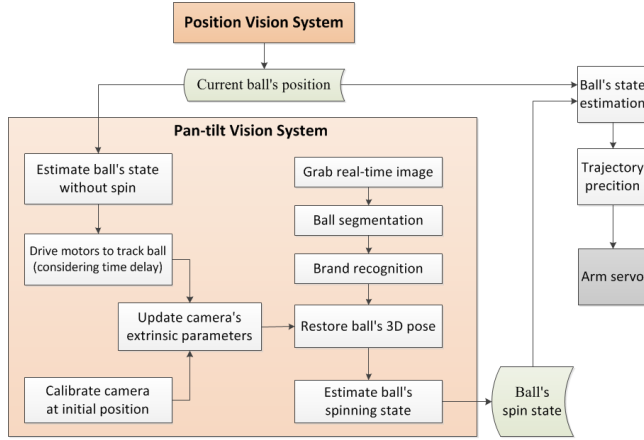 Position Vision System
Current ball's position
Ball's state
estimation
Pan-tilt Vision System
Estimate ball's state
without spin
Grab real-time image
Trajectory
precition
Ball segmentation
Drive motors to track ball
(considering time delay)
Brand recognition
Arm servo
Update camera's
extrinsic parameters
Restore ball's 3D pose
Calibrate camera
at initial position
Estimate ball's
spinning state
Ball's
spin state